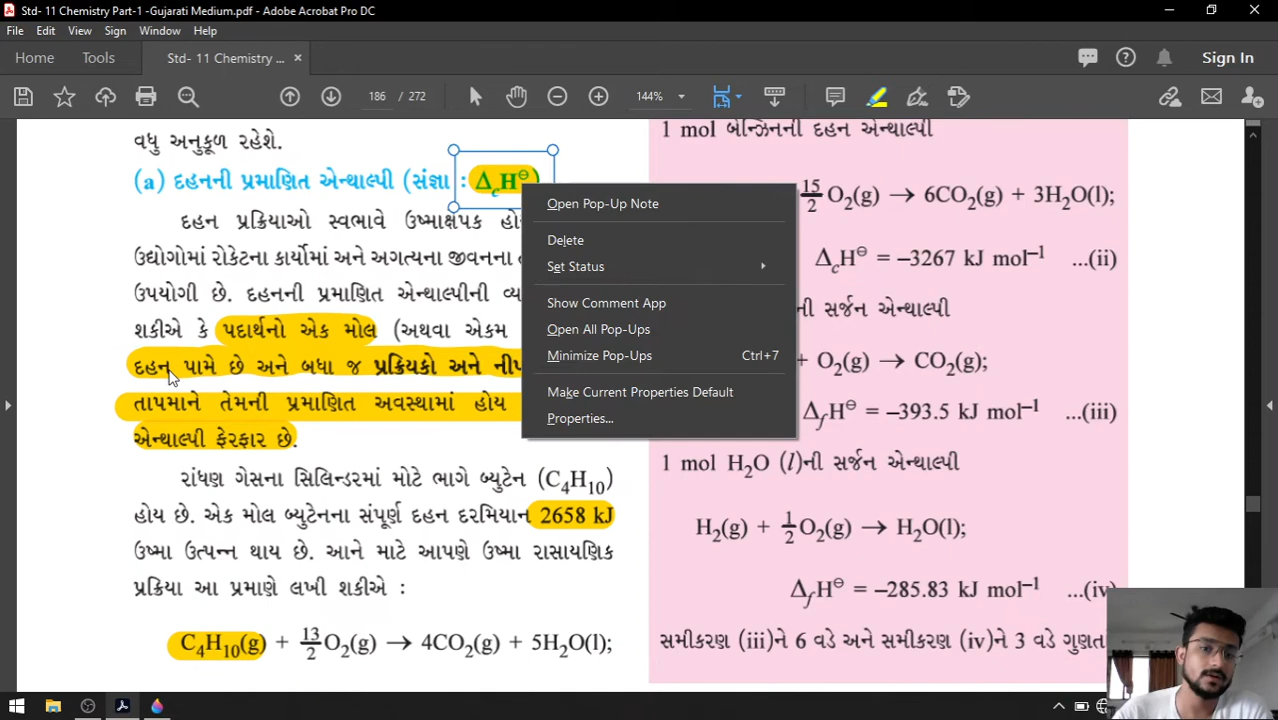 Std- 11 Chemistry Part-1 -Gujarati Medium.pdf - Adobe Acrobat Pro DC
File Edit View Sign Window Help
Home Tools Std- 11 Chemistry ... × Sign In
186 / 272 144%
વધુ અનુકૂળ રહેશે.
(a) દહનની પ્રમાણિત એન્થાલ્પી (સંજ્ઞા : ΔcH⊖)
દહન પ્રક્રિયાઓ સ્વભાવે ઉષ્માક્ષેપક
ઉદ્યોગોમાં રોકેટના કાર્યોમાં અને અગત્યના જીવનના
ઉપયોગી છે. દહનની પ્રમાણિત એન્થાલ્પીની
શકીએ કે પદાર્થનો એક મોલ (અથવા એકમ
દહન પામે છે અને બધા જ પ્રક્રિયકો અને
તાપમાને તેમની પ્રમાણિત અવસ્થામાં હોય
એન્થાલ્પી ફેરફાર છે.
રાંધણ ગેસના સિલિન્ડરમાં મોટે ભાગે બ્યુટેન (C₄H₁₀)
હોય છે. એક મોલ બ્યુટેનના સંપૂર્ણ દહન દરમિયાન 2658 kJ
ઉષ્મા ઉત્પન્ન થાય છે. આને માટે આપણે ઉષ્મા રાસાયણિક
પ્રક્રિયા આ પ્રમાણે લખી શકીએ :
C₄H₁₀(g) + 13/2 O₂(g) → 4CO₂(g) + 5H₂O(l);
Open Pop-Up Note
Delete
Set Status
Show Comment App
Open All Pop-Ups
Minimize Pop-Ups Ctrl+7
Make Current Properties Default
Properties...
1 mol બેન્ઝિનની દહન એન્થાલ્પી
15/2 O₂(g) → 6CO₂(g) + 3H₂O(l);
ΔcH⊖ = –3267 kJ mol⁻¹ ...(ii)
ની સર્જન એન્થાલ્પી
+ O₂(g) → CO₂(g);
ΔfH⊖ = –393.5 kJ mol⁻¹ ...(iii)
1 mol H₂O (l)ની સર્જન એન્થાલ્પી
H₂(g) + 1/2 O₂(g) → H₂O(l);
ΔfH⊖ = –285.83 kJ mol⁻¹ ...(iv)
સમીકરણ (iii)ને 6 વડે અને સમીકરણ (iv)ને 3 વડે